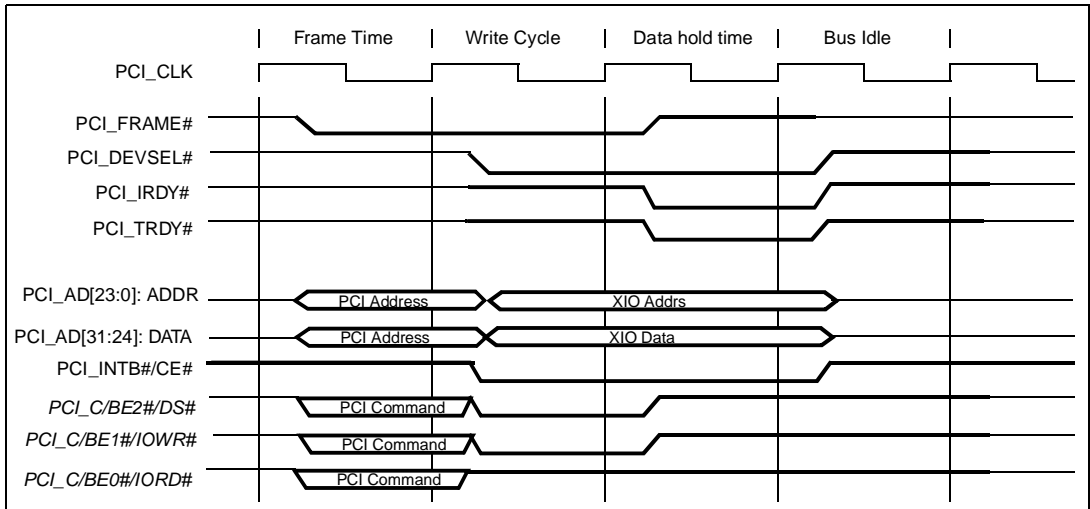 Frame Time Write Cycle Data hold time Bus Idle
PCI_CLK
PCI_FRAME#
PCI_DEVSEL#
PCI_IRDY#
PCI_TRDY#
PCI_AD[23:0]: ADDR PCI Address XIO Addrs
PCI_AD[31:24]: DATA PCI Address XIO Data
PCI_INTB#/CE#
PCI_C/BE2#/DS# PCI Command
PCI_C/BE1#/IOWR# PCI Command
PCI_C/BE0#/IORD# PCI Command